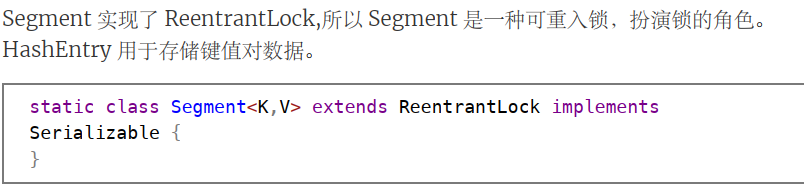 Segment 实现了 ReentrantLock,所以 Segment 是一种可重入锁，扮演锁的角色。
HashEntry 用于存储键值对数据。
static class Segment<K,V> extends ReentrantLock implements
Serializable {
}